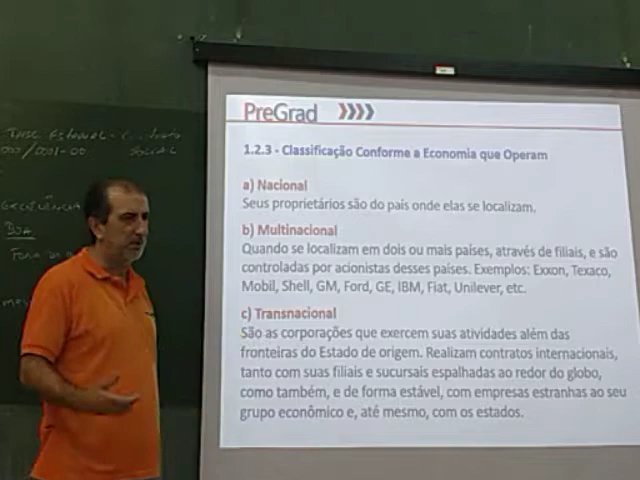 PreGrad
1.2.3 - Classificação Conforme a Economia que Operam
a) Nacional
Seus proprietários são do país onde elas se localizam.
b) Multinacional
Quando se localizam em dois ou mais países, através de filiais, e são
controladas por acionistas desses países. Exemplos: Exxon, Texaco,
Mobil, Shell, GM, Ford, GE, IBM, Fiat, Unilever, etc.
c) Transnacional
São as corporações que exercem suas atividades além das
fronteiras do Estado de origem. Realizam contratos internacionais,
tanto com suas filiais e sucursais espalhadas ao redor do globo,
como também, e de forma estável, com empresas estranhas ao seu
grupo econômico e, até mesmo, com os estados.